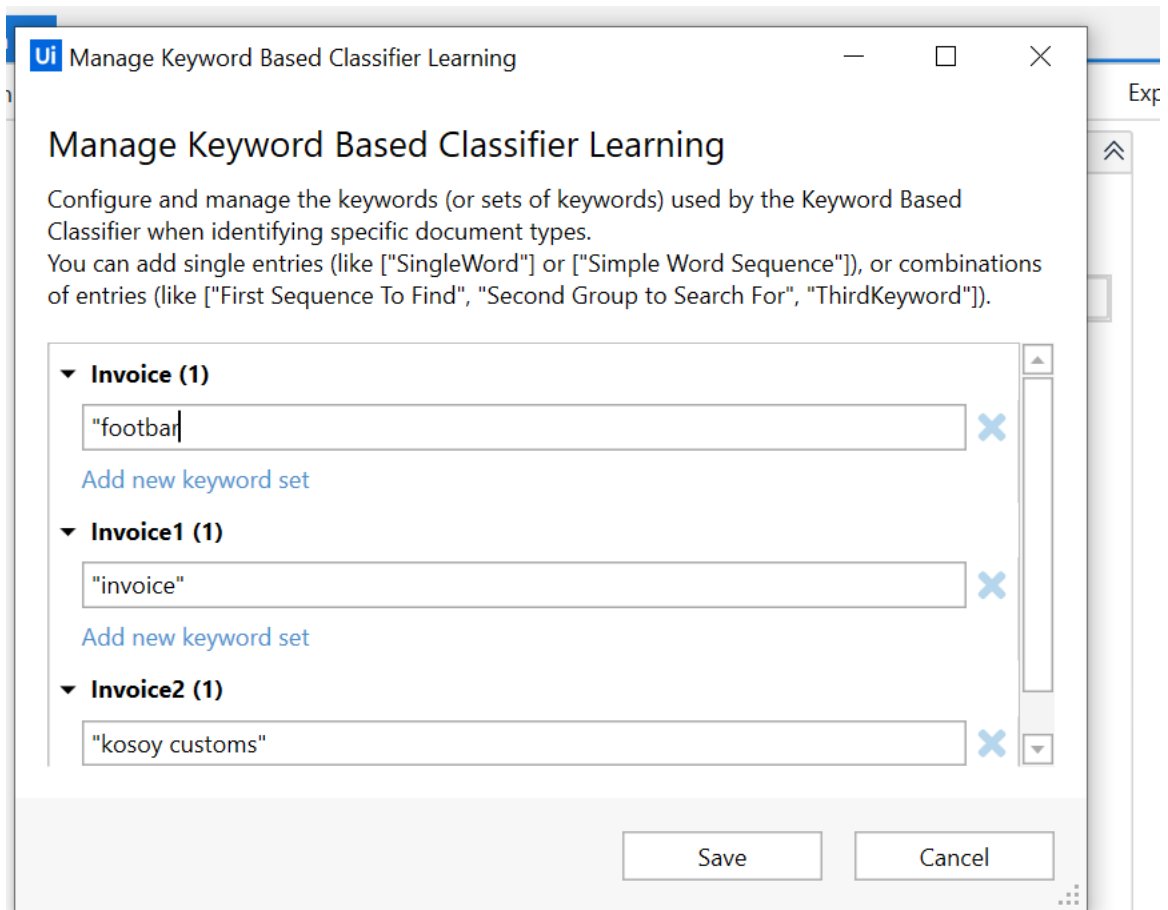 Ui Manage Keyword Based Classifier Learning
Exp
Manage Keyword Based Classifier Learning
Configure and manage the keywords (or sets of keywords) used by the Keyword Based
Classifier when identifying specific document types.
You can add single entries (like ["SingleWord"] or ["Simple Word Sequence"]), or combinations
of entries (like ["First Sequence To Find", "Second Group to Search For", "ThirdKeyword"]).
Invoice (1)
"footbar
Add new keyword set
Invoice1 (1)
"invoice"
Add new keyword set
Invoice2 (1)
"kosoy customs"
Save Cancel